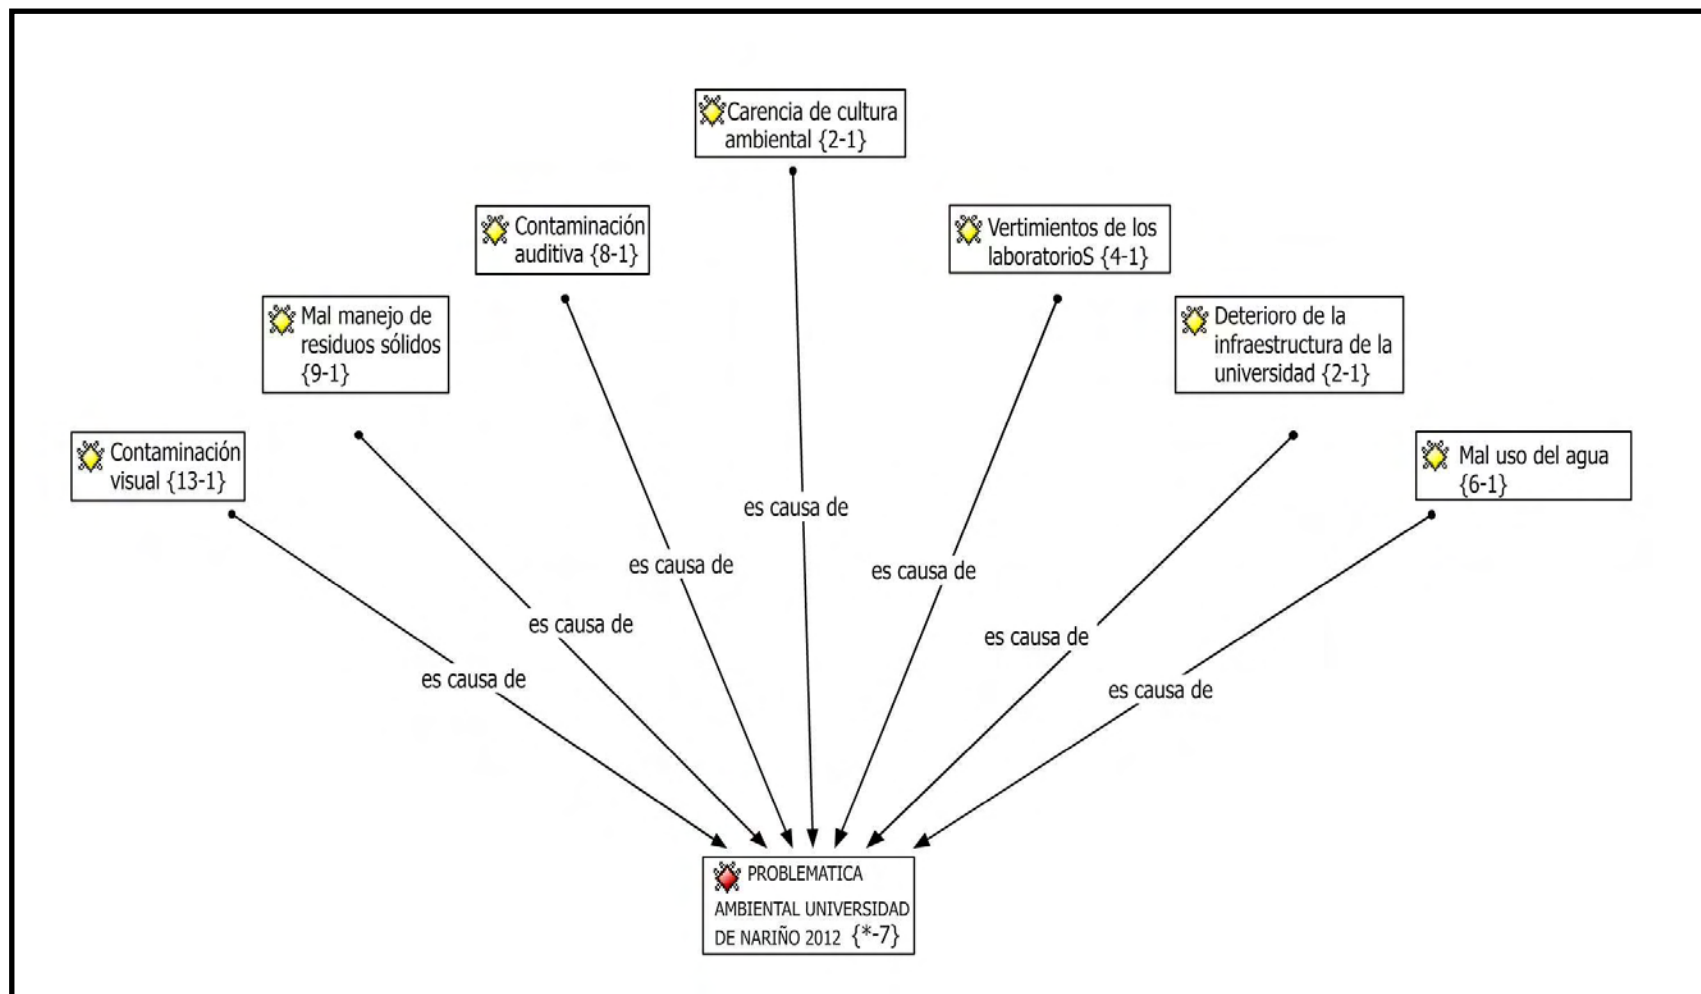 Carencia de cultura
ambiental {2-1}
Contaminación
auditiva {8-1}
Vertimientos de los
laboratorioS {4-1}
Mal manejo de
residuos sólidos
{9-1}
Deterioro de la
infraestructura de la
universidad {2-1}
Contaminación
visual {13-1}
Mal uso del agua
{6-1}
es causa de
es causa de
es causa de
es causa de
es causa de
es causa de
es causa de
PROBLEMATICA
AMBIENTAL UNIVERSIDAD
DE NARIÑO 2012 {*-7}